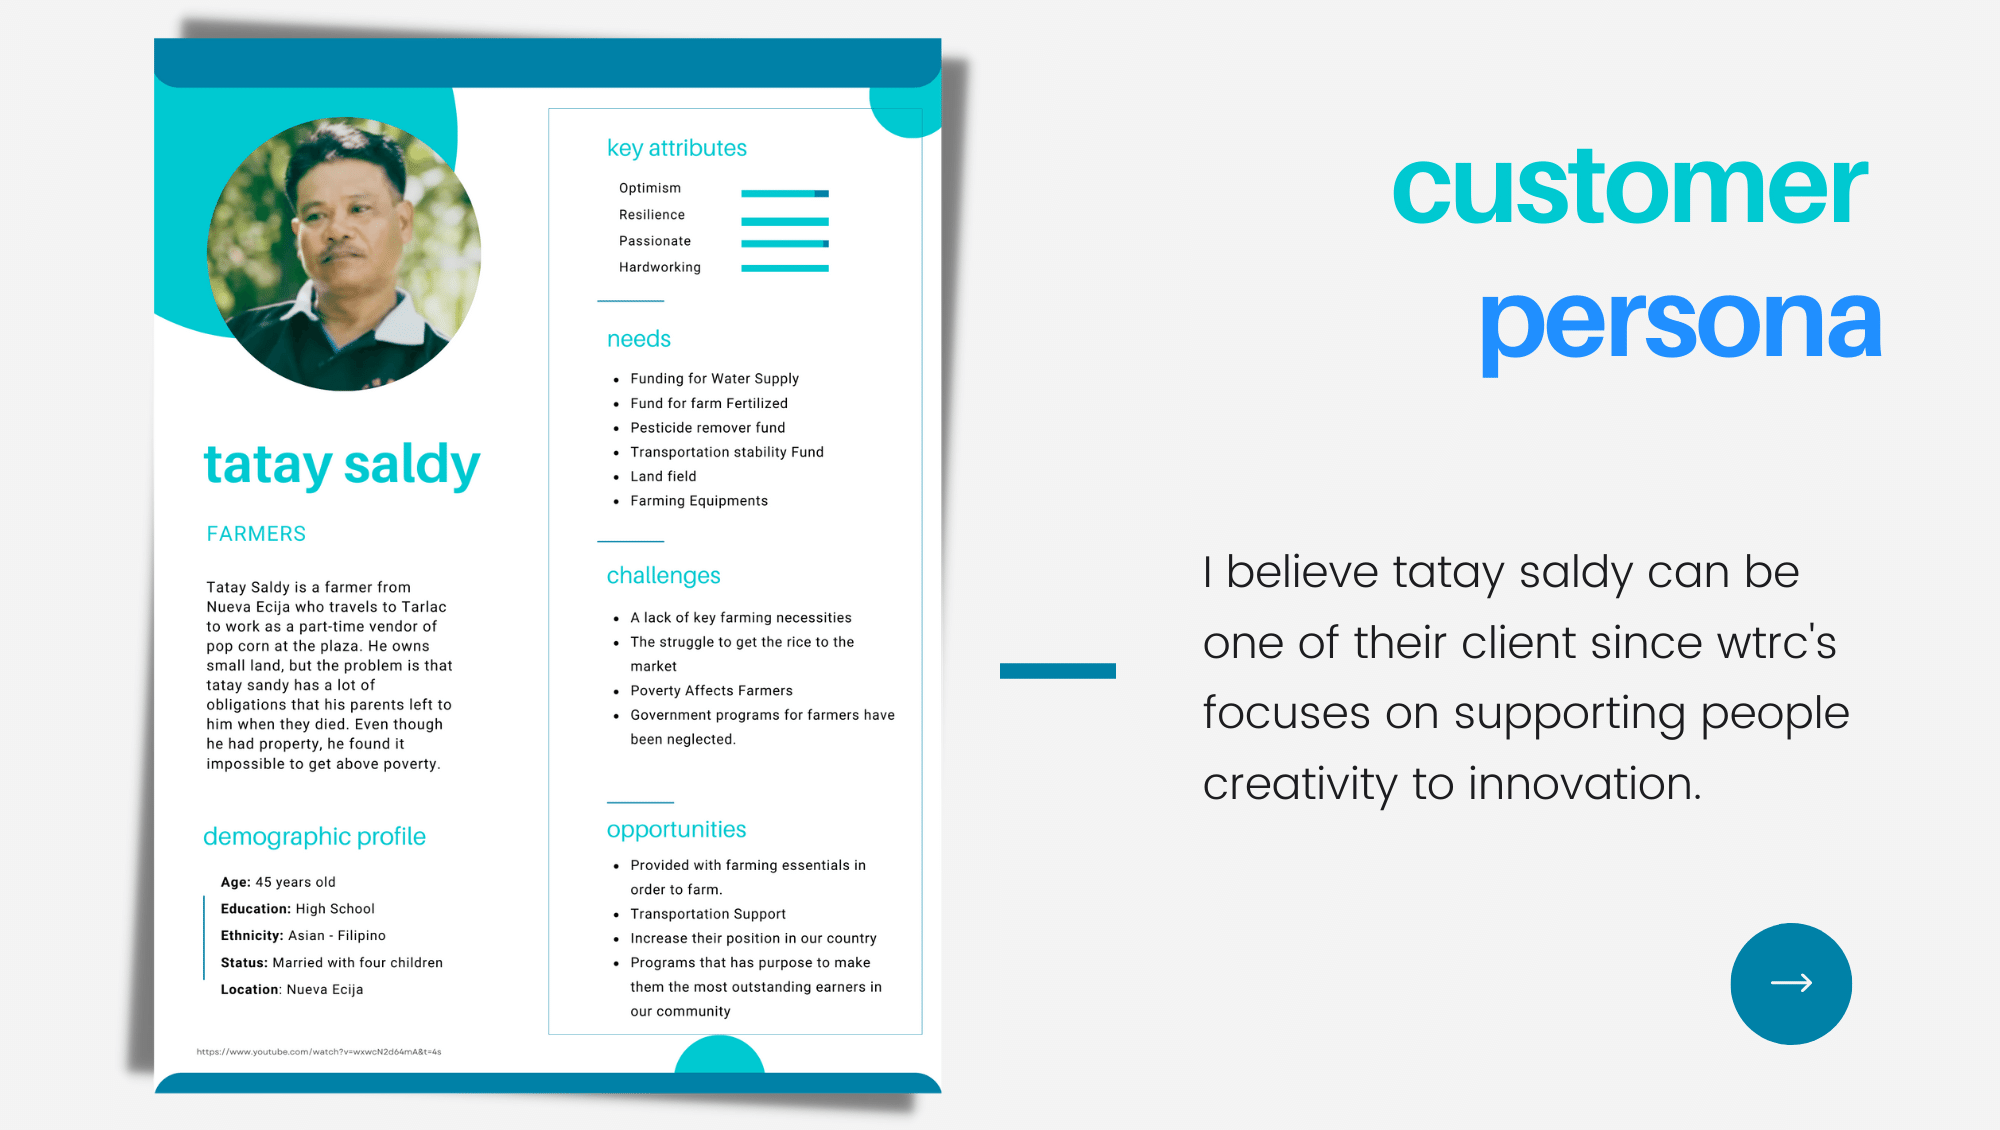 customer
persona
tatay saldy
FARMERS
Tatay Saldy is a farmer from
Nueva Ecija who travels to Tarlac
to work as a part-time vendor of
pop corn at the plaza. He owns
small land, but the problem is that
tatay sandy has a lot of
obligations that his parents left to
him when they died. Even though
he had property, he found it
impossible to get above poverty.
demographic profile
Age: 45 years old
Education: High School
Ethnicity: Asian - Filipino
Status: Married with four children
Location: Nueva Ecija
https://www.youtube.com/watch?v=wxwcN2d64mA&t=4s
key attributes
Optimism
Resilience
Passionate
Hardworking
needs
• Funding for Water Supply
• Fund for farm Fertilized
• Pesticide remover fund
• Transportation stability Fund
• Land field
• Farming Equipments
challenges
• A lack of key farming necessities
• The struggle to get the rice to the
market
• Poverty Affects Farmers
• Government programs for farmers have
been neglected.
opportunities
• Provided with farming essentials in
order to farm.
• Transportation Support
• Increase their position in our country
• Programs that has purpose to make
them the most outstanding earners in
our community
I believe tatay saldy can be
one of their client since wtrc's
focuses on supporting people
creativity to innovation.